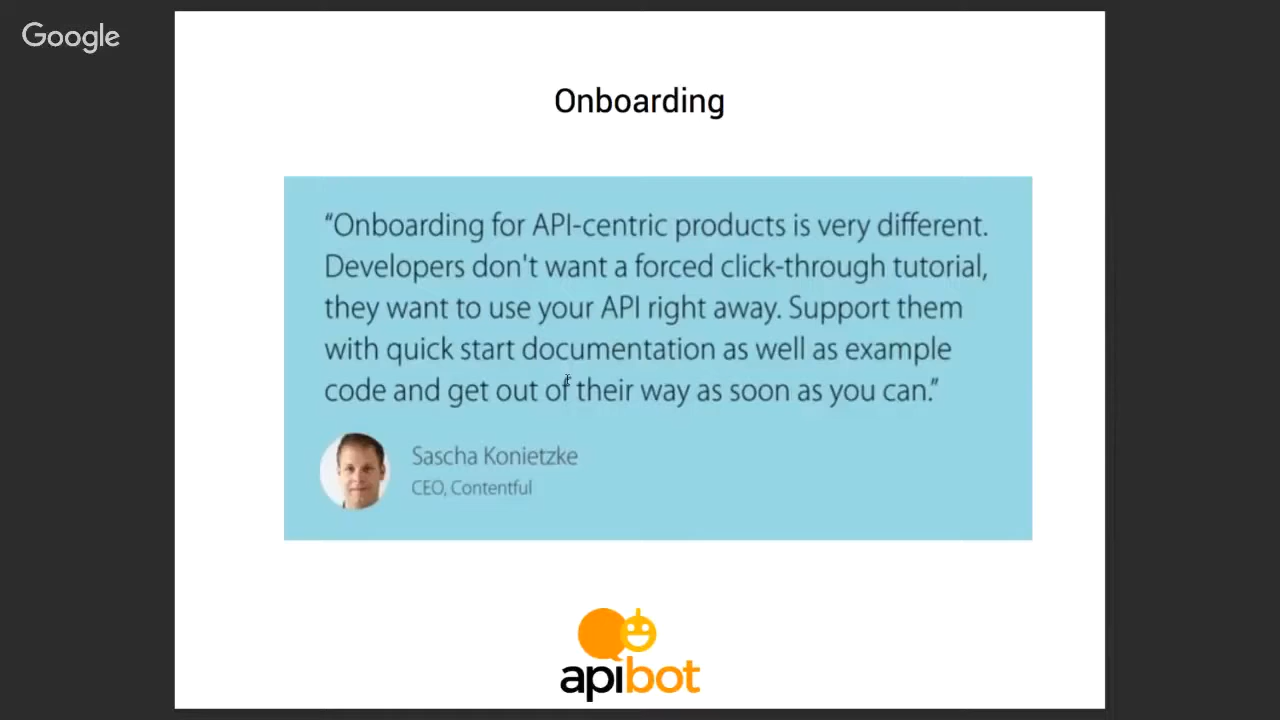 Google
Onboarding
“Onboarding for API-centric products is very different.
Developers don't want a forced click-through tutorial,
they want to use your API right away. Support them
with quick start documentation as well as example
code and get out of their way as soon as you can.”
Sascha Konietzke
CEO, Contentful
apibot